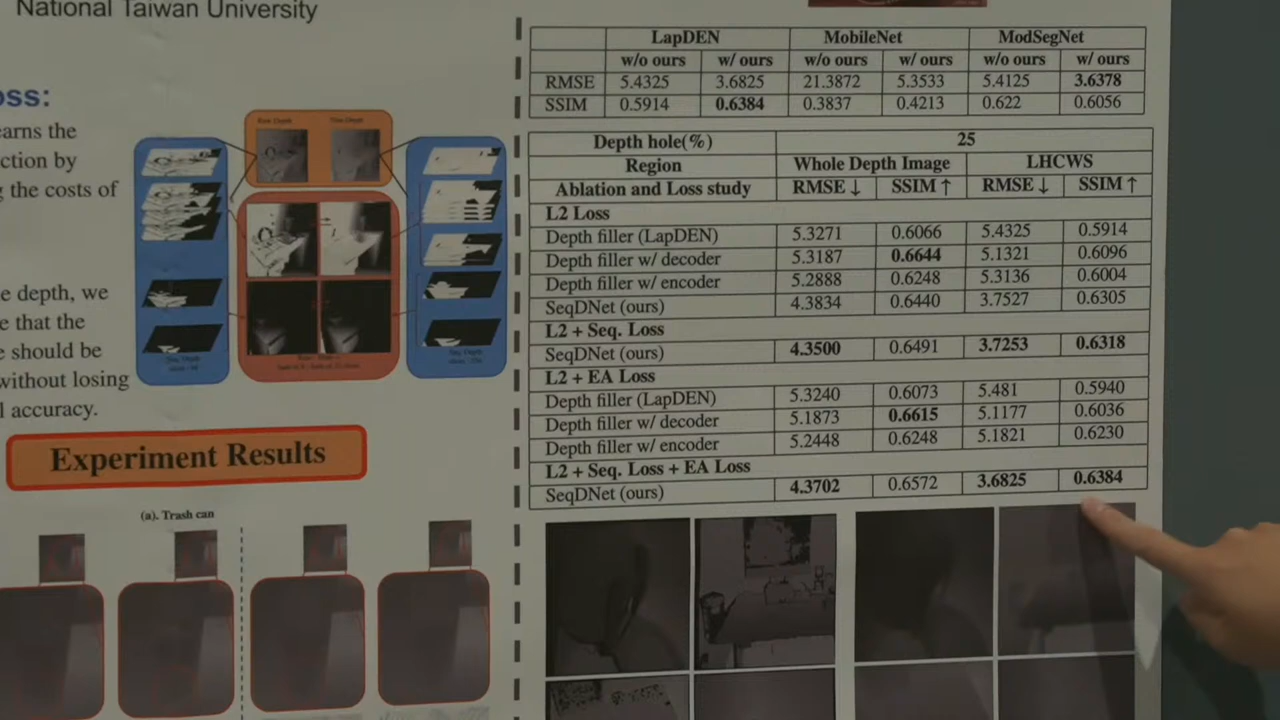 National Taiwan University
oss:
earns the
ction by
g the costs of
e depth, we
e that the
e should be
without losing
l accuracy.
Experiment Results
(a). Trash can
LapDEN MobileNet ModSegNet
w/o ours w/ ours w/o ours w/ ours w/o ours w/ ours
RMSE 5.4325 3.6825 21.3872 5.3533 5.4125 3.6378
SSIM 0.5914 0.6384 0.3837 0.4213 0.622 0.6056
Depth hole(%) 25
Region Whole Depth Image LHCWS
Ablation and Loss study RMSE ↓ SSIM ↑ RMSE ↓ SSIM ↑
L2 Loss
Depth filler (LapDEN) 5.3271 0.6066 5.4325 0.5914
Depth filler w/ decoder 5.3187 0.6644 5.1321 0.6096
Depth filler w/ encoder 5.2888 0.6248 5.3136 0.6004
SeqDNet (ours) 4.3834 0.6440 3.7527 0.6305
L2 + Seq. Loss
SeqDNet (ours) 4.3500 0.6491 3.7253 0.6318
L2 + EA Loss
Depth filler (LapDEN) 5.3240 0.6073 5.481 0.5940
Depth filler w/ decoder 5.1873 0.6615 5.1177 0.6036
Depth filler w/ encoder 5.2448 0.6248 5.1821 0.6230
L2 + Seq. Loss + EA Loss
SeqDNet (ours) 4.3702 0.6572 3.6825 0.6384